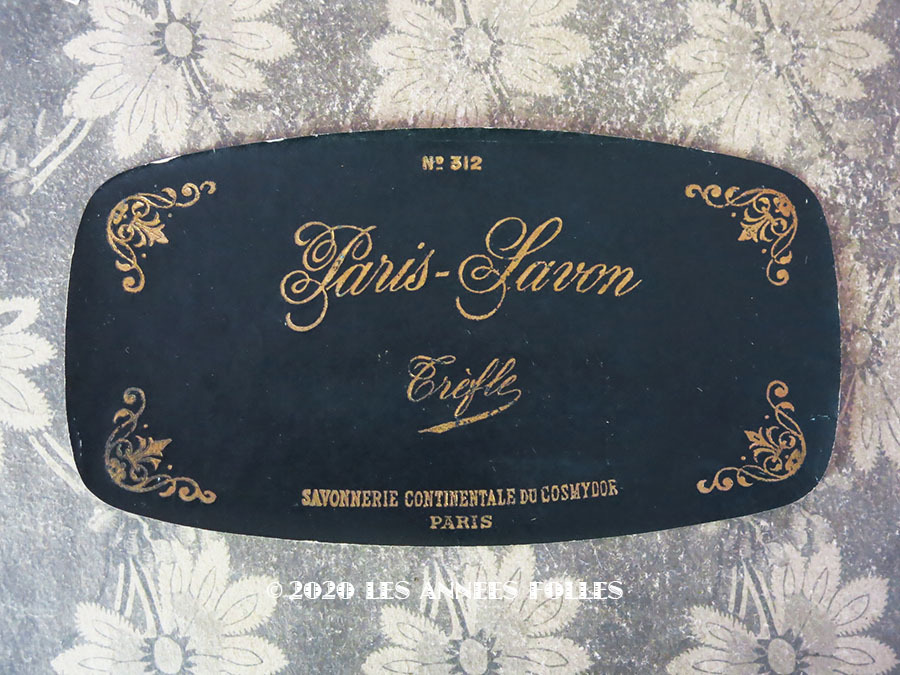 Nº 312
Paris-Savon
Trèfle
SAVONNERIE CONTINENTALE DU COSMYDOR
PARIS
© 2020 LES ANNEES FOLLES